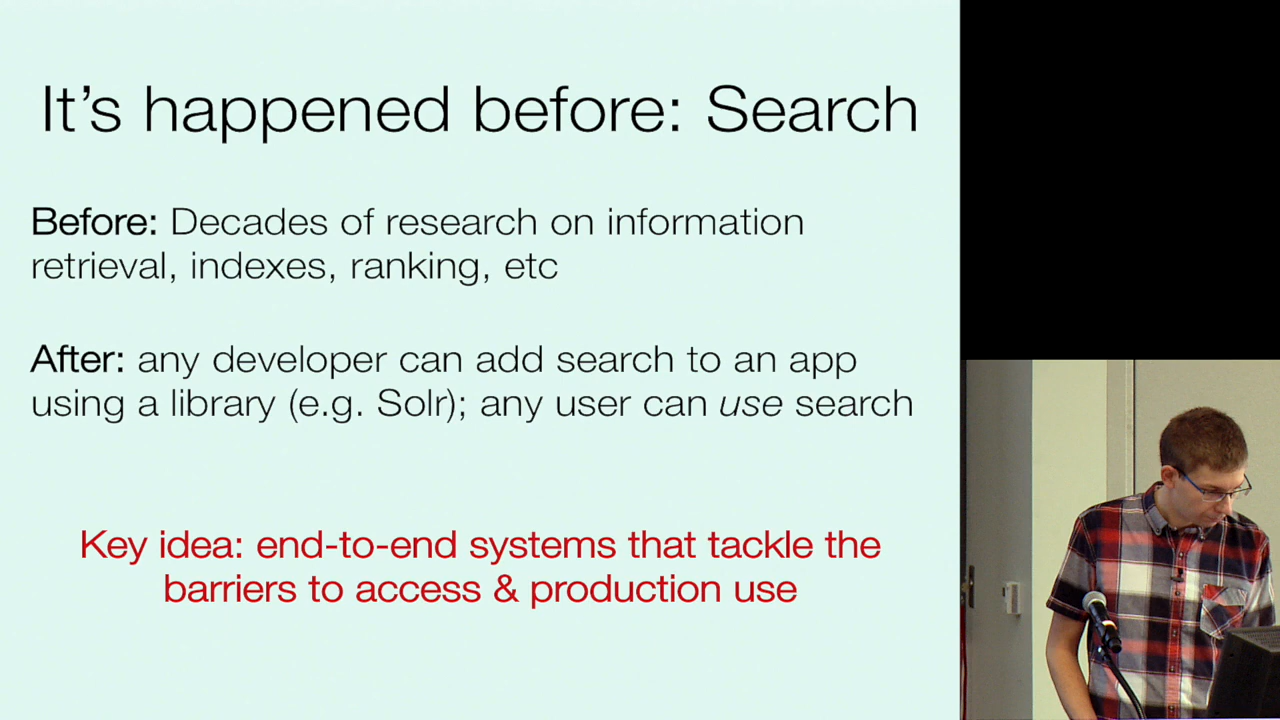 It's happened before: Search
Before: Decades of research on information
retrieval, indexes, ranking, etc
After: any developer can add search to an app
using a library (e.g. Solr); any user can use search
Key idea: end-to-end systems that tackle the
barriers to access & production use